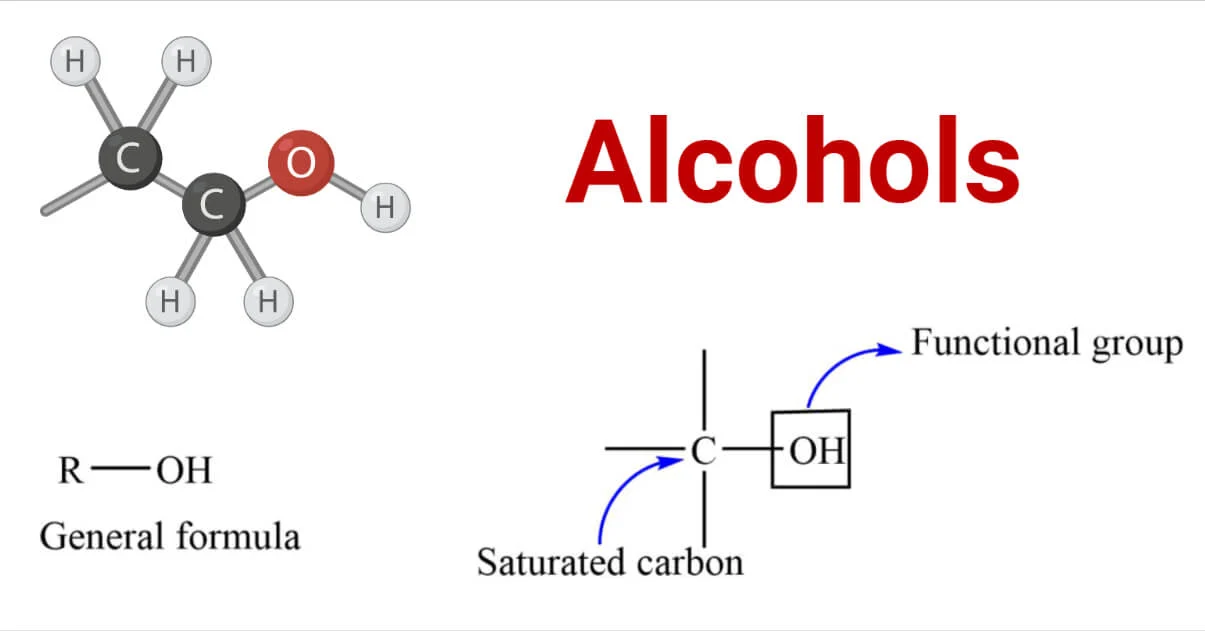 H H
C
C
O
H
H H
Alcohols
Functional group
C OH
Saturated carbon
R—OH
General formula